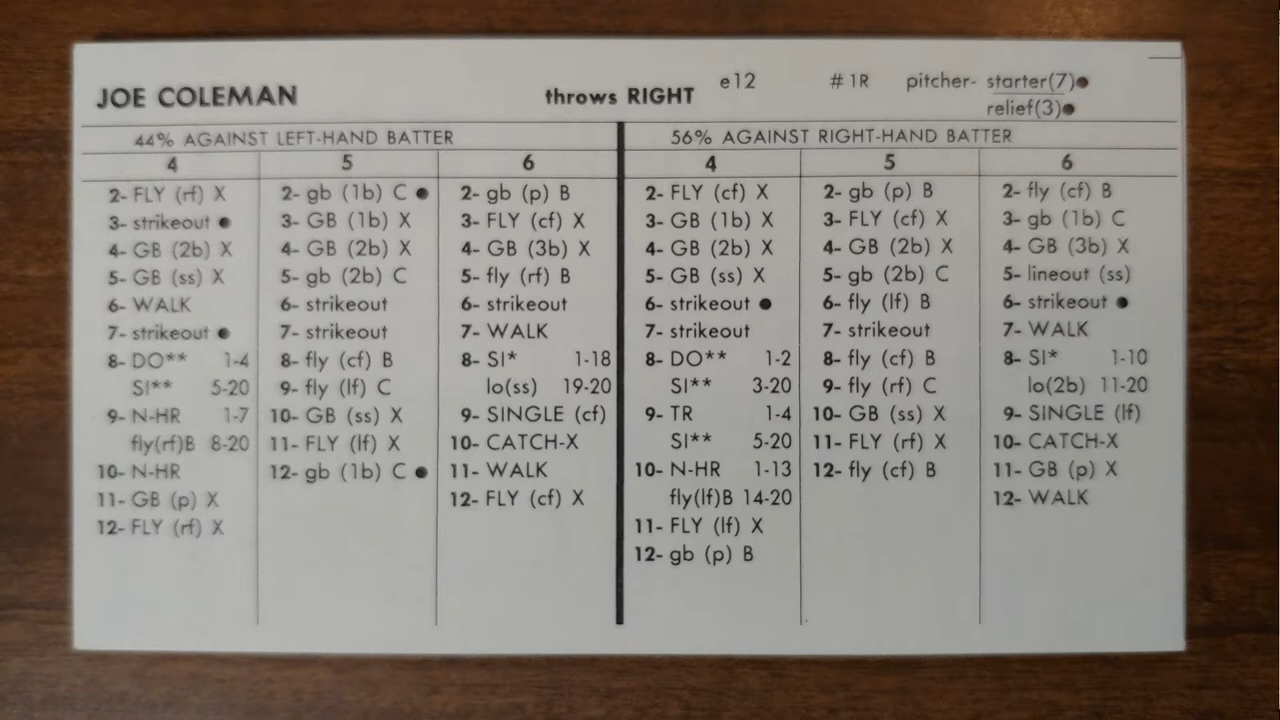 JOE COLEMAN throws RIGHT e12 # 1R pitcher- starter(7)●
relief(3)●
44% AGAINST LEFT-HAND BATTER
4
2- FLY (rf) X
3- strikeout ●
4- GB (2b) X
5- GB (ss) X
6- WALK
7- strikeout ●
8- DO** 1-4
SI** 5-20
9- N-HR 1-7
fly(rf)B 8-20
10- N-HR
11- GB (p) X
12- FLY (rf) X
5
2- gb (1b) C ●
3- GB (1b) X
4- GB (2b) X
5- gb (2b) C
6- strikeout
7- strikeout
8- fly (cf) B
9- fly (lf) C
10- GB (ss) X
11- FLY (lf) X
12- gb (1b) C ●
6
2- gb (p) B
3- FLY (cf) X
4- GB (3b) X
5- fly (rf) B
6- strikeout
7- WALK
8- SI* 1-18
lo(ss) 19-20
9- SINGLE (cf)
10- CATCH-X
11- WALK
12- FLY (cf) X
56% AGAINST RIGHT-HAND BATTER
4
2- FLY (cf) X
3- GB (1b) X
4- GB (2b) X
5- GB (ss) X
6- strikeout ●
7- strikeout
8- DO** 1-2
SI** 3-20
9- TR 1-4
SI** 5-20
10- N-HR 1-13
fly(lf)B 14-20
11- FLY (lf) X
12- gb (p) B
5
2- gb (p) B
3- FLY (cf) X
4- GB (2b) X
5- gb (2b) C
6- fly (lf) B
7- strikeout
8- fly (cf) B
9- fly (rf) C
10- GB (ss) X
11- FLY (rf) X
12- fly (cf) B
6
2- fly (cf) B
3- gb (1b) C
4- GB (3b) X
5- lineout (ss)
6- strikeout ●
7- WALK
8- SI* 1-10
lo(2b) 11-20
9- SINGLE (lf)
10- CATCH-X
11- GB (p) X
12- WALK